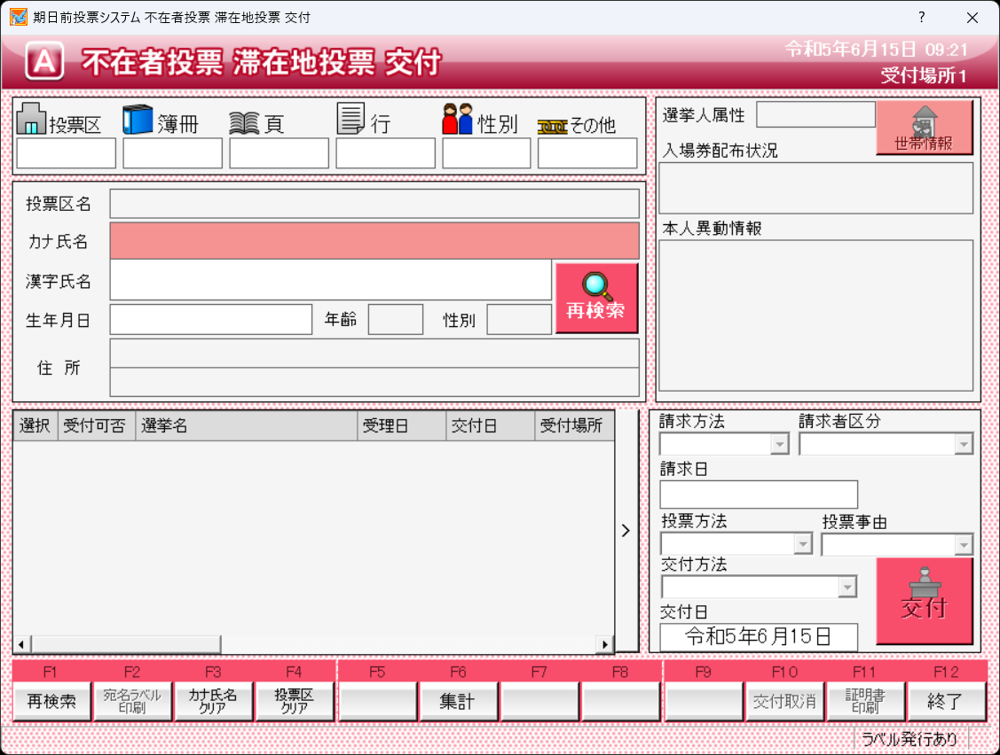 期日前投票システム 不在者投票 滞在地投票 交付
A 不在者投票 滞在地投票 交付
令和5年6月15日 09:21
受付場所1
投票区 簿冊 頁 行 性別 その他
選挙人属性
世帯情報
入場券配布状況
本人異動情報
投票区名
カナ氏名
漢字氏名
生年月日 年齢 性別
再検索
住 所
選択 受付可否 選挙名 受理日 交付日 受付場所
請求方法 請求者区分
請求日
投票方法 投票事由
交付方法
交付日
令和5年6月15日
交付
F1 F2 F3 F4 F5 F6 F7 F8 F9 F10 F11 F12
再検索
宛名ラベル
印刷
カナ氏名
クリア
投票区
クリア
集計
交付取消
証明書
印刷
終了
ラベル発行あり